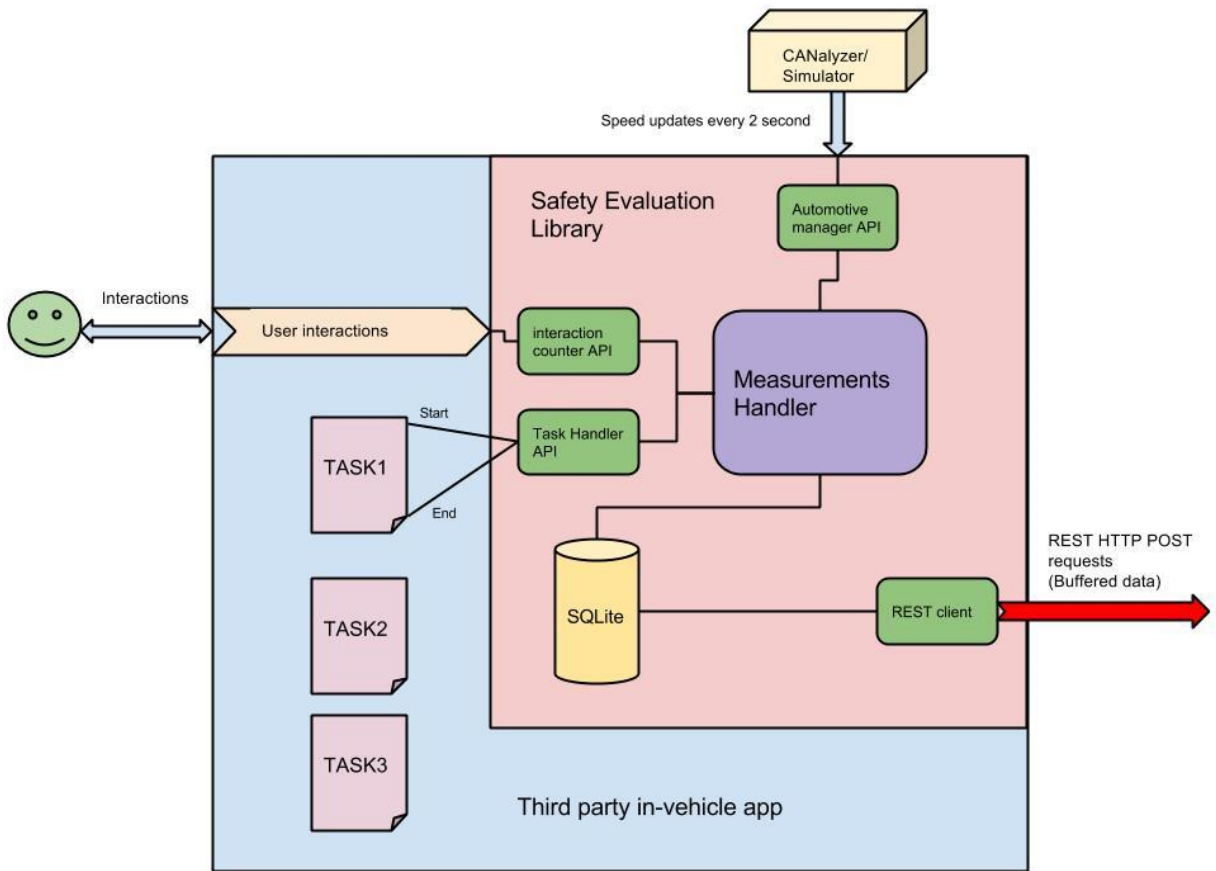 CANalyzer/
Simulator
Speed updates every 2 second
Safety Evaluation
Library
Automotive
manager API
Interactions
User interactions
interaction
counter API
Measurements
Handler
Start
Task Handler
API
TASK1
End
REST HTTP POST
requests
(Buffered data)
SQLite
REST client
TASK2
TASK3
Third party in-vehicle app